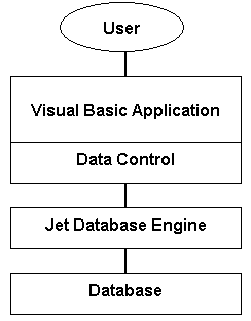 User
Visual Basic Application
Data Control
Jet Database Engine
Database